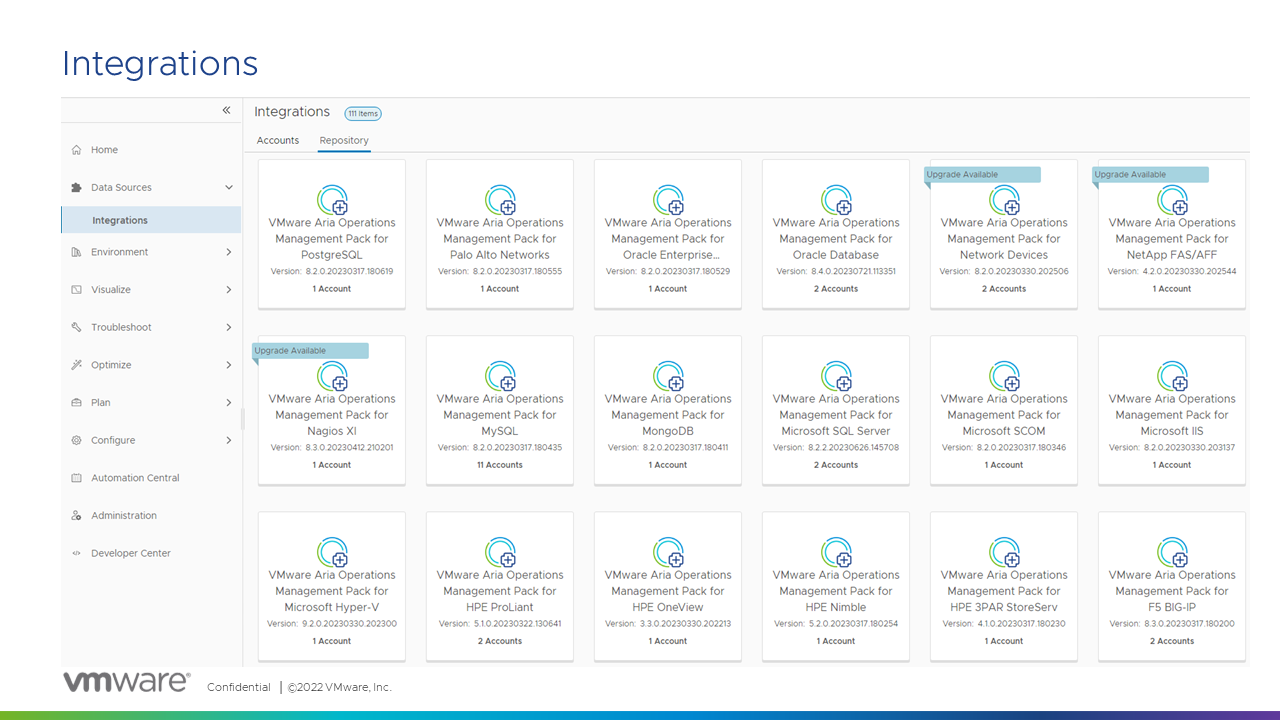 Integrations
Home
Data Sources
Integrations
Environment
Visualize
Troubleshoot
Optimize
Plan
Configure
Automation Central
Administration
Developer Center
Integrations 111 Items
Accounts Repository
VMware Aria Operations
Management Pack for
PostgreSQL
Version: 8.2.0.20230317.180619
1 Account
VMware Aria Operations
Management Pack for
Palo Alto Networks
Version: 8.2.0.20230317.180555
1 Account
VMware Aria Operations
Management Pack for
Oracle Enterprise...
Version: 8.2.0.20230317.180529
1 Account
VMware Aria Operations
Management Pack for
Oracle Database
Version: 8.4.0.20230721.113351
2 Accounts
Upgrade Available
VMware Aria Operations
Management Pack for
Network Devices
Version: 8.2.0.20230330.202506
2 Accounts
Upgrade Available
VMware Aria Operations
Management Pack for
NetApp FAS/AFF
Version: 4.2.0.20230330.202544
1 Account
Upgrade Available
VMware Aria Operations
Management Pack for
Nagios XI
Version: 8.3.0.20230412.210201
1 Account
VMware Aria Operations
Management Pack for
MySQL
Version: 8.2.0.20230317.180435
11 Accounts
VMware Aria Operations
Management Pack for
MongoDB
Version: 8.2.0.20230317.180411
1 Account
VMware Aria Operations
Management Pack for
Microsoft SQL Server
Version: 8.2.2.20230626.145708
2 Accounts
VMware Aria Operations
Management Pack for
Microsoft SCOM
Version: 8.2.0.20230317.180346
1 Account
VMware Aria Operations
Management Pack for
Microsoft IIS
Version: 8.2.0.20230330.203137
1 Account
VMware Aria Operations
Management Pack for
Microsoft Hyper-V
Version: 9.2.0.20230330.202300
1 Account
VMware Aria Operations
Management Pack for
HPE ProLiant
Version: 5.1.0.20230322.130641
2 Accounts
VMware Aria Operations
Management Pack for
HPE OneView
Version: 3.3.0.20230330.202213
1 Account
VMware Aria Operations
Management Pack for
HPE Nimble
Version: 5.2.0.20230317.180254
1 Account
VMware Aria Operations
Management Pack for
HPE 3PAR StoreServ
Version: 4.1.0.20230317.180230
1 Account
VMware Aria Operations
Management Pack for
F5 BIG-IP
Version: 8.3.0.20230317.180200
2 Accounts
vmware® Confidential | ©2022 VMware, Inc.